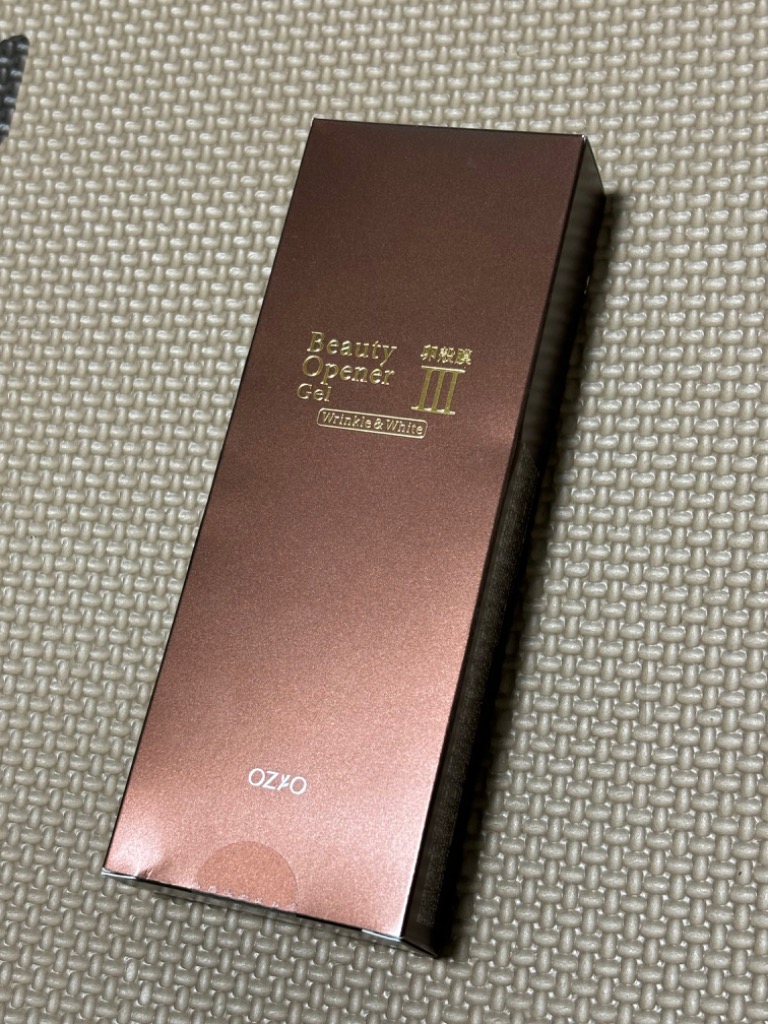 Beauty
Opener
Gel
卵殻膜
III
Wrinkle & White
OZIO